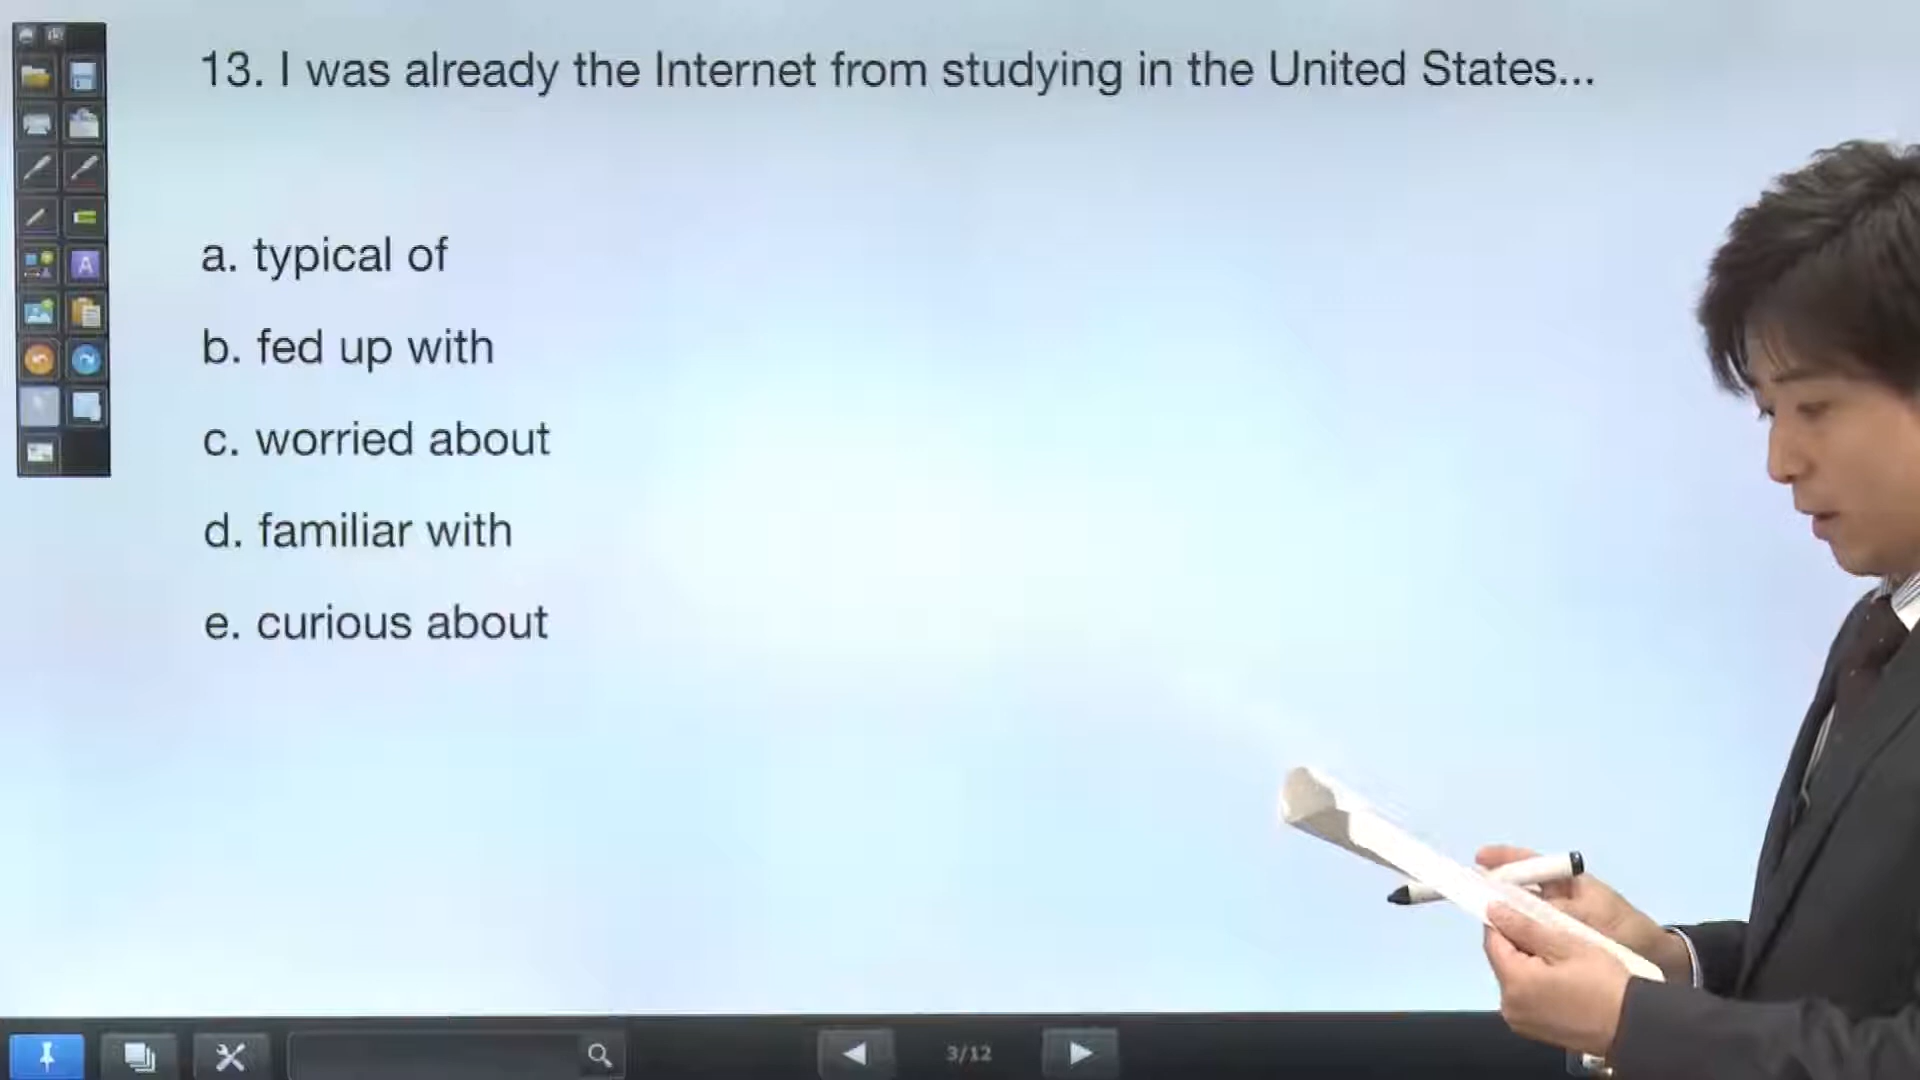 13. I was already the Internet from studying in the United States...
a. typical of
b. fed up with
c. worried about
d. familiar with
e. curious about
A
3/12